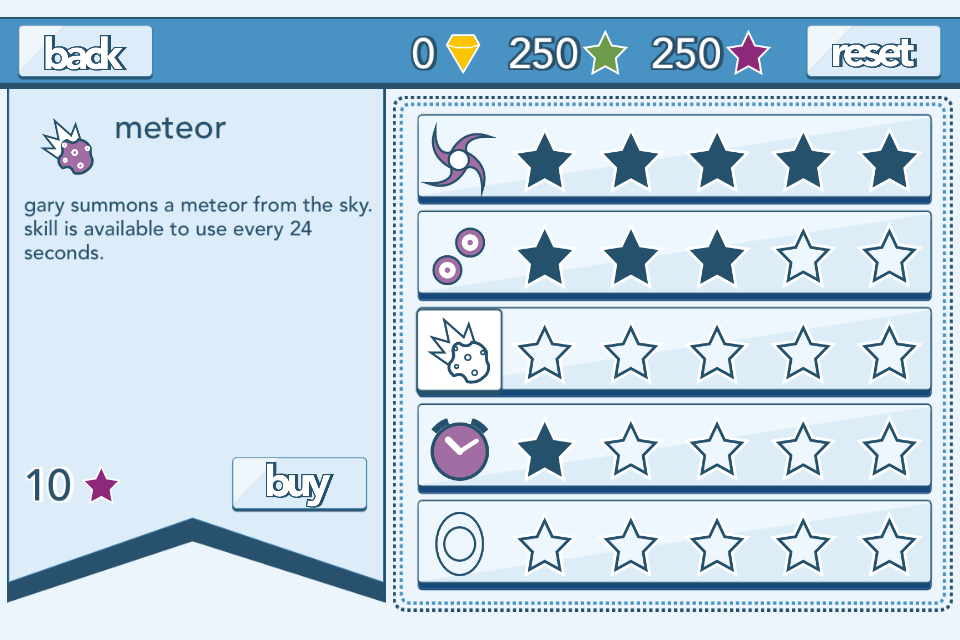 back
0 250 250
reset
meteor
gary summons a meteor from the sky.
skill is available to use every 24
seconds.
10
buy